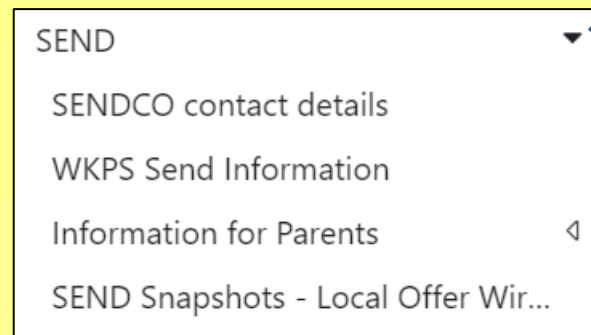 SEND
SENDCO contact details
WKPS Send Information
Information for Parents
SEND Snapshots - Local Offer Wir...